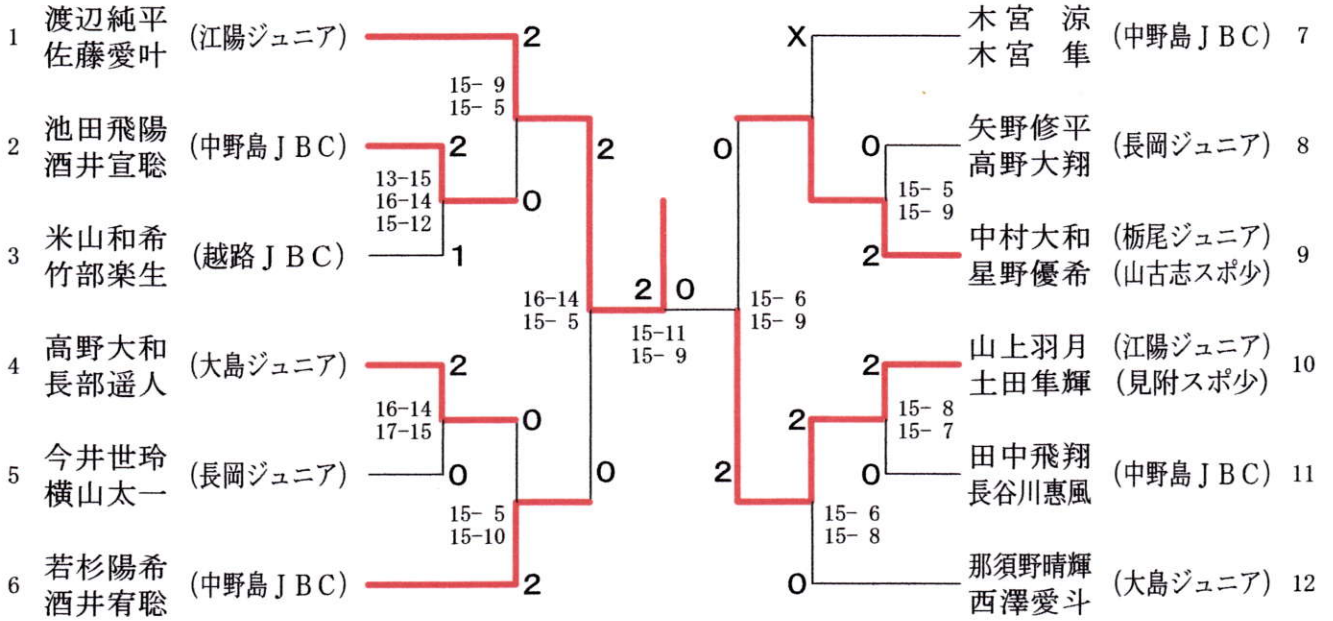 1 渡辺純平 (江陽ジュニア) 2
佐藤愛叶
15- 9
15- 5
2 池田飛陽 (中野島ＪＢＣ) 2
酒井宣聡
2
13-15
16-14
15-12
0
3 米山和希 (越路ＪＢＣ) 1
竹部楽生
16-14
15- 5
4 高野大和 (大島ジュニア) 2
長部遥人
16-14
17-15
0
5 今井世玲 (長岡ジュニア) 0
横山太一
0
15- 5
15-10
6 若杉陽希 (中野島ＪＢＣ) 2
酒井宥聡
2 0
15-11
15- 9
X 木宮　涼 (中野島ＪＢＣ) 7
木宮　隼
0
0 矢野修平 (長岡ジュニア) 8
高野大翔
15- 5
15- 9
2 中村大和 (栃尾ジュニア) 9
星野優希 (山古志スポ少)
15- 6
15- 9
2 山上羽月 (江陽ジュニア) 10
土田隼輝 (見附スポ少)
15- 8
15- 7
2
2
0 田中飛翔 (中野島ＪＢＣ) 11
長谷川惠風
15- 6
15- 8
0 那須野晴輝 (大島ジュニア) 12
西澤愛斗